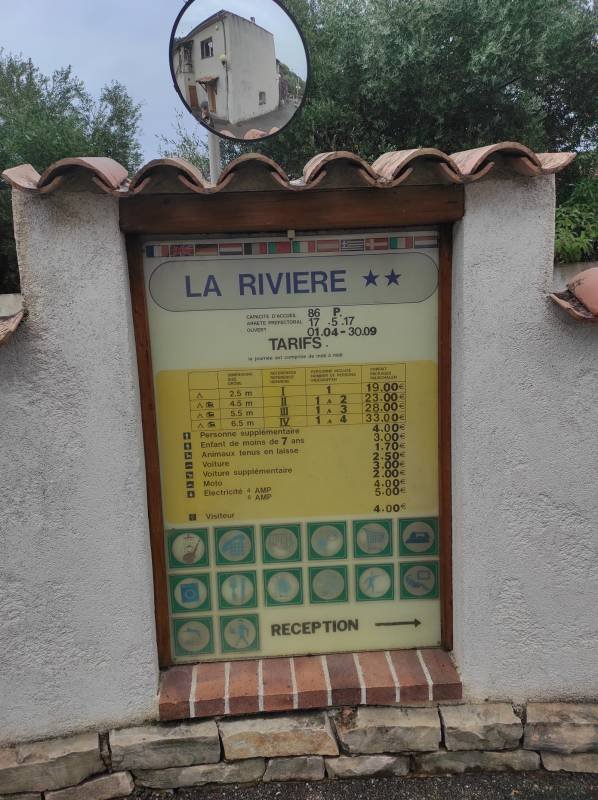 LA RIVIERE ★★
CAPACITE D'ACCUEIL 86 P.
ARRETE PREFECTORAL 17 .5 .17
OUVERT 01.04-30.09
TARIFS.
la journée est comprise de midi à midi
DIMENSIONS
2.5 m I 1 19.00€
4.5 m II 1 à 2 23.00€
5.5 m III 1 à 3 28.00€
6.5 m IV 1 à 4 33.00€
Personne supplémentaire 4.00€
Enfant de moins de 7 ans 3.00€
Animaux tenus en laisse 1.70€
Voiture 2.50€
Voiture supplémentaire 3.00€
Moto 2.00€
Electricité 4 AMP 4.00€
6 AMP 5.00€
Visiteur 4.00€
RECEPTION